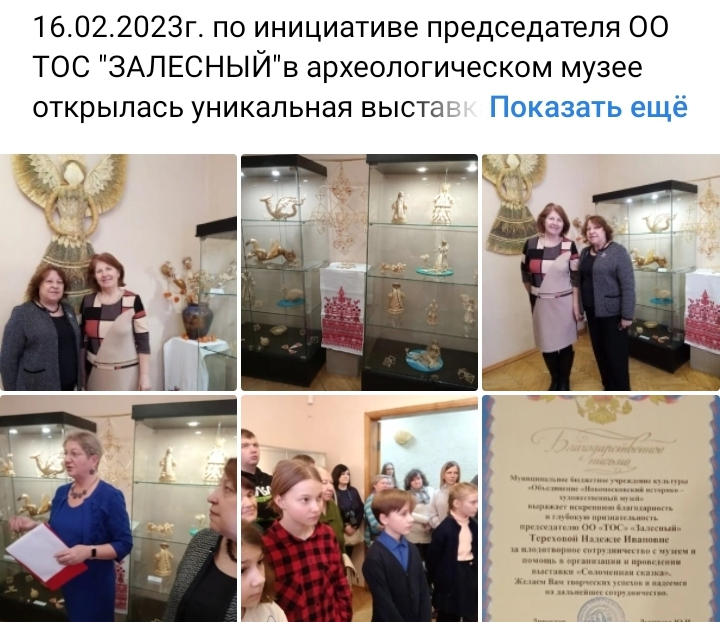 16.02.2023г. по инициативе председателя ОО
ТОС "ЗАЛЕСНЫЙ"в археологическом музее
открылась уникальная выставк Показать ещё
Благодарственное
письмо
Муниципальное бюджетное учреждение культуры
«Объединение «Новомосковский историко -
художественный музей»
выражает искреннюю благодарность
и глубокую признательность
председателю ОО «ТОС» «Залесный»
Тереховой Надежде Ивановне
за плодотворное сотрудничество с музеем и
помощь в организации и проведении
выставки «Соломенная сказка».
Желаем Вам творческих успехов и надеемся
на дальнейшее сотрудничество.